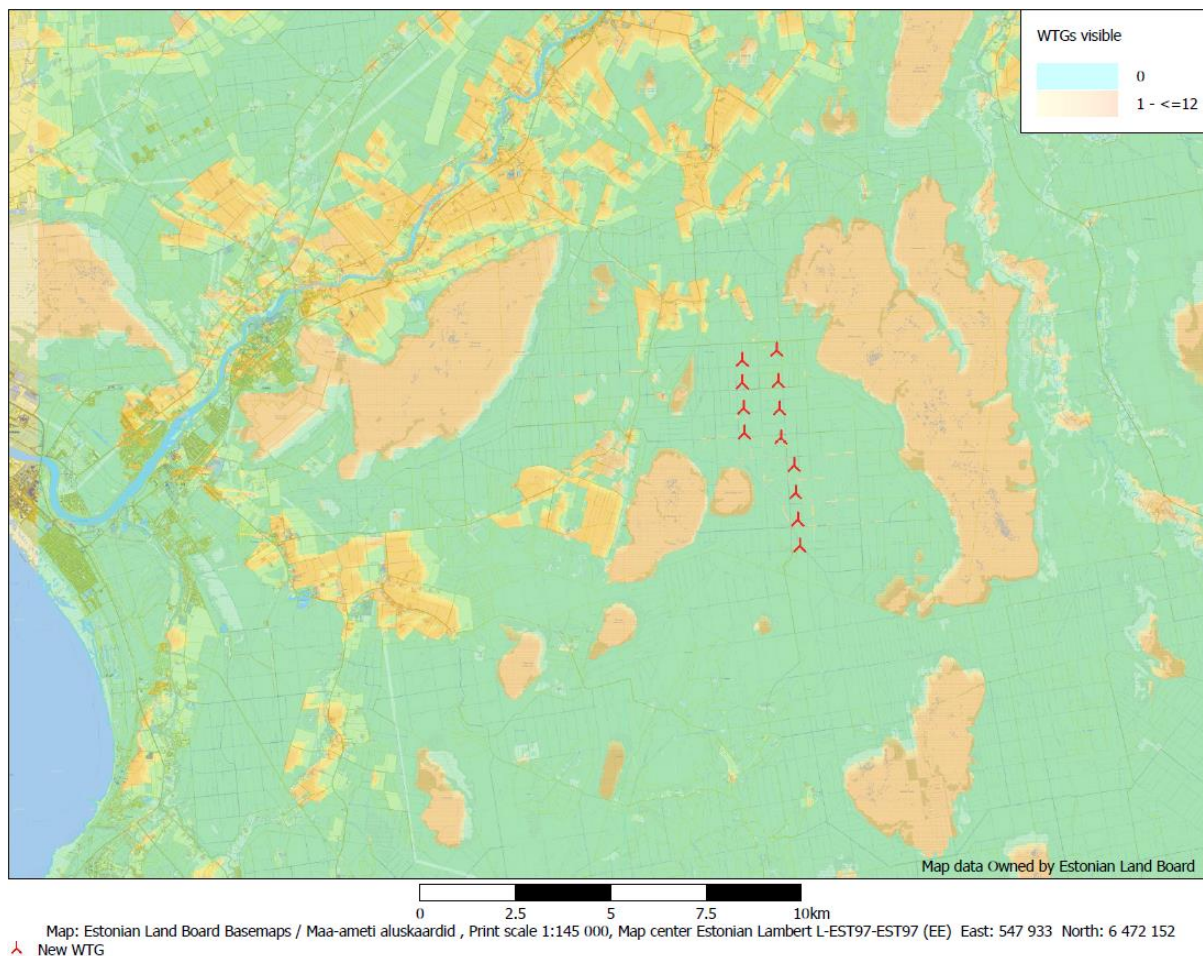 WTGs visible
0
1 - <=12
Map data Owned by Estonian Land Board
0 2.5 5 7.5 10km
Map: Estonian Land Board Basemaps / Maa-ameti aluskaardid , Print scale 1:145 000, Map center Estonian Lambert L-EST97-EST97 (EE) East: 547 933 North: 6 472 152
New WTG